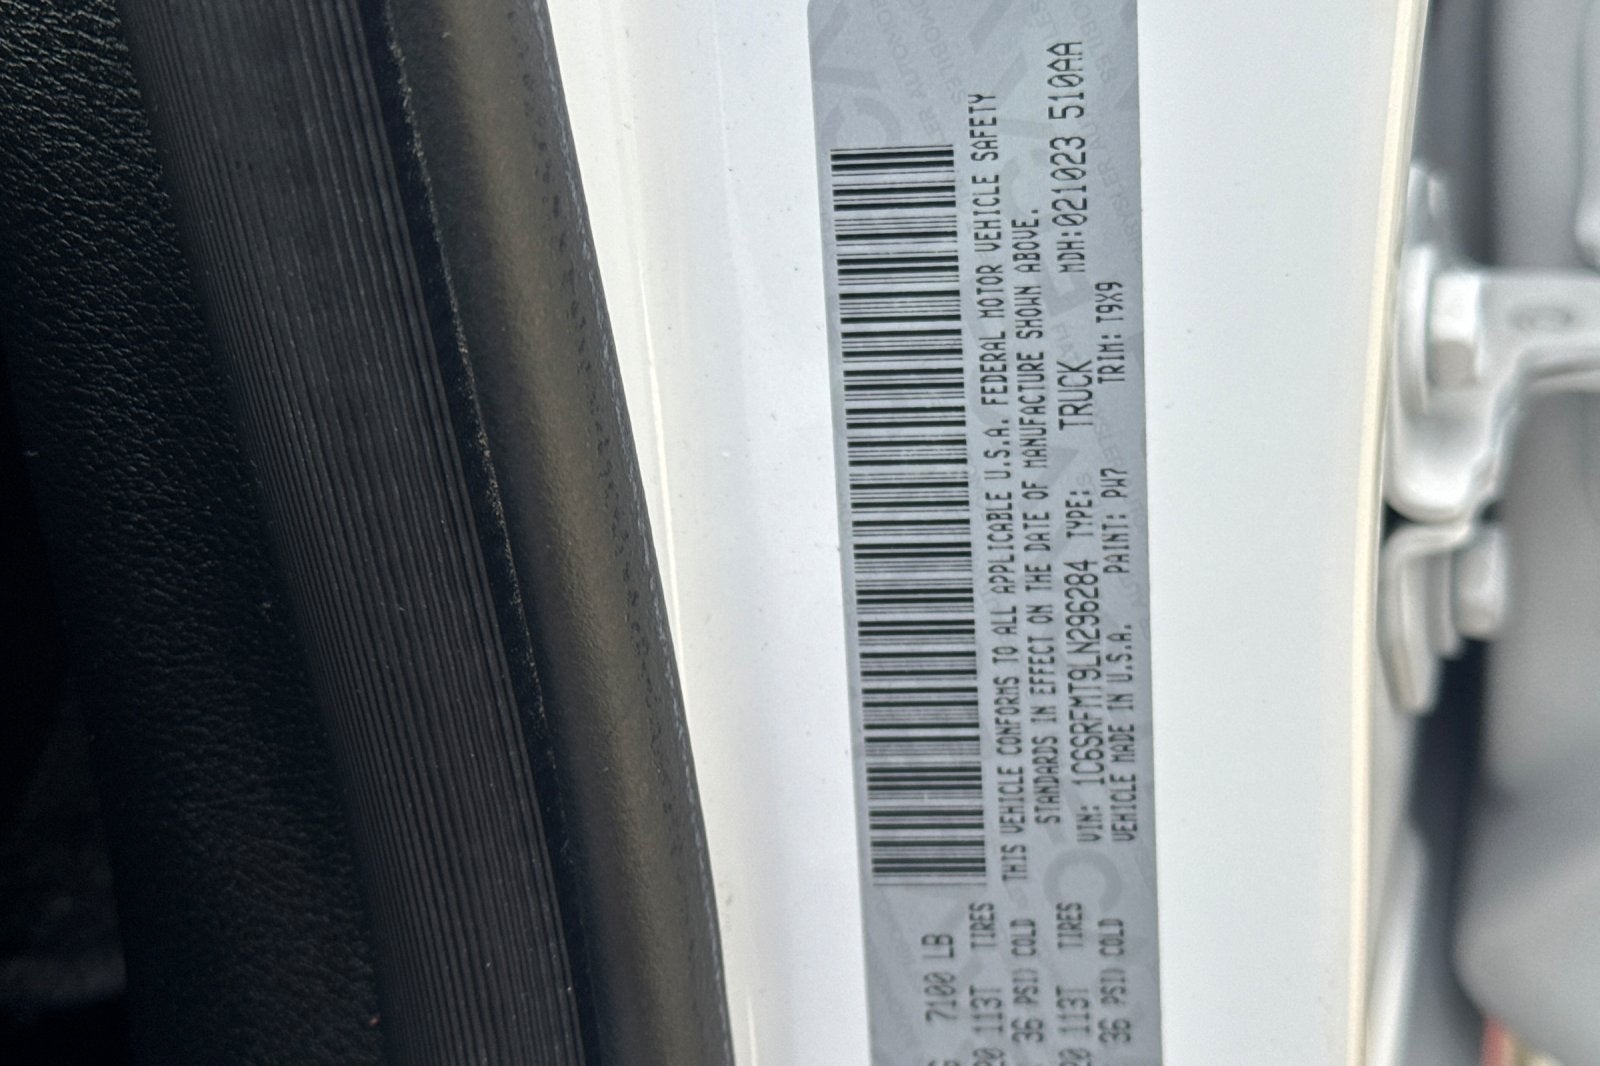 7100 LB
113T TIRES
36 PSI) COLD
113T TIRES
36 PSI) COLD
THIS VEHICLE CONFORMS TO ALL APPLICABLE U.S.A. FEDERAL MOTOR VEHICLE SAFETY
STANDARDS IN EFFECT ON THE DATE OF MANUFACTURE SHOWN ABOVE.
VIN: 1C6SRFMT9LN296284 TYPE: TRUCK MDH:021023 510AA
VEHICLE MADE IN U.S.A. PAINT: PW7 TRIM: T9X9